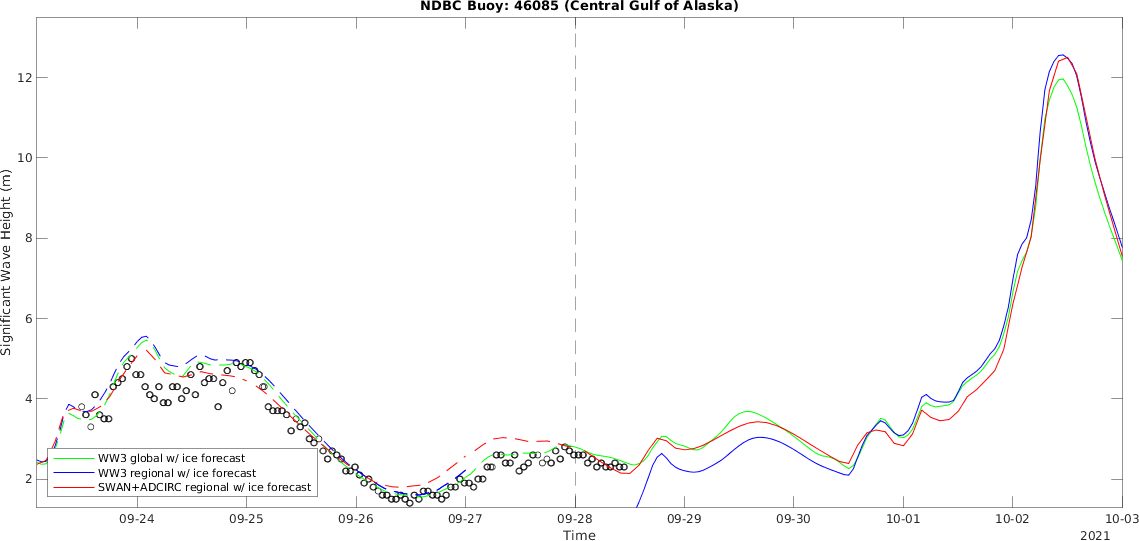 NDBC Buoy: 46085 (Central Gulf of Alaska)
Significant Wave Height (m)
12
10
8
6
4
2
WW3 global w/ ice forecast
WW3 regional w/ ice forecast
SWAN+ADCIRC regional w/ ice forecast
09-24 09-25 09-26 09-27 09-28 09-29 09-30 10-01 10-02 10-03
Time
2021